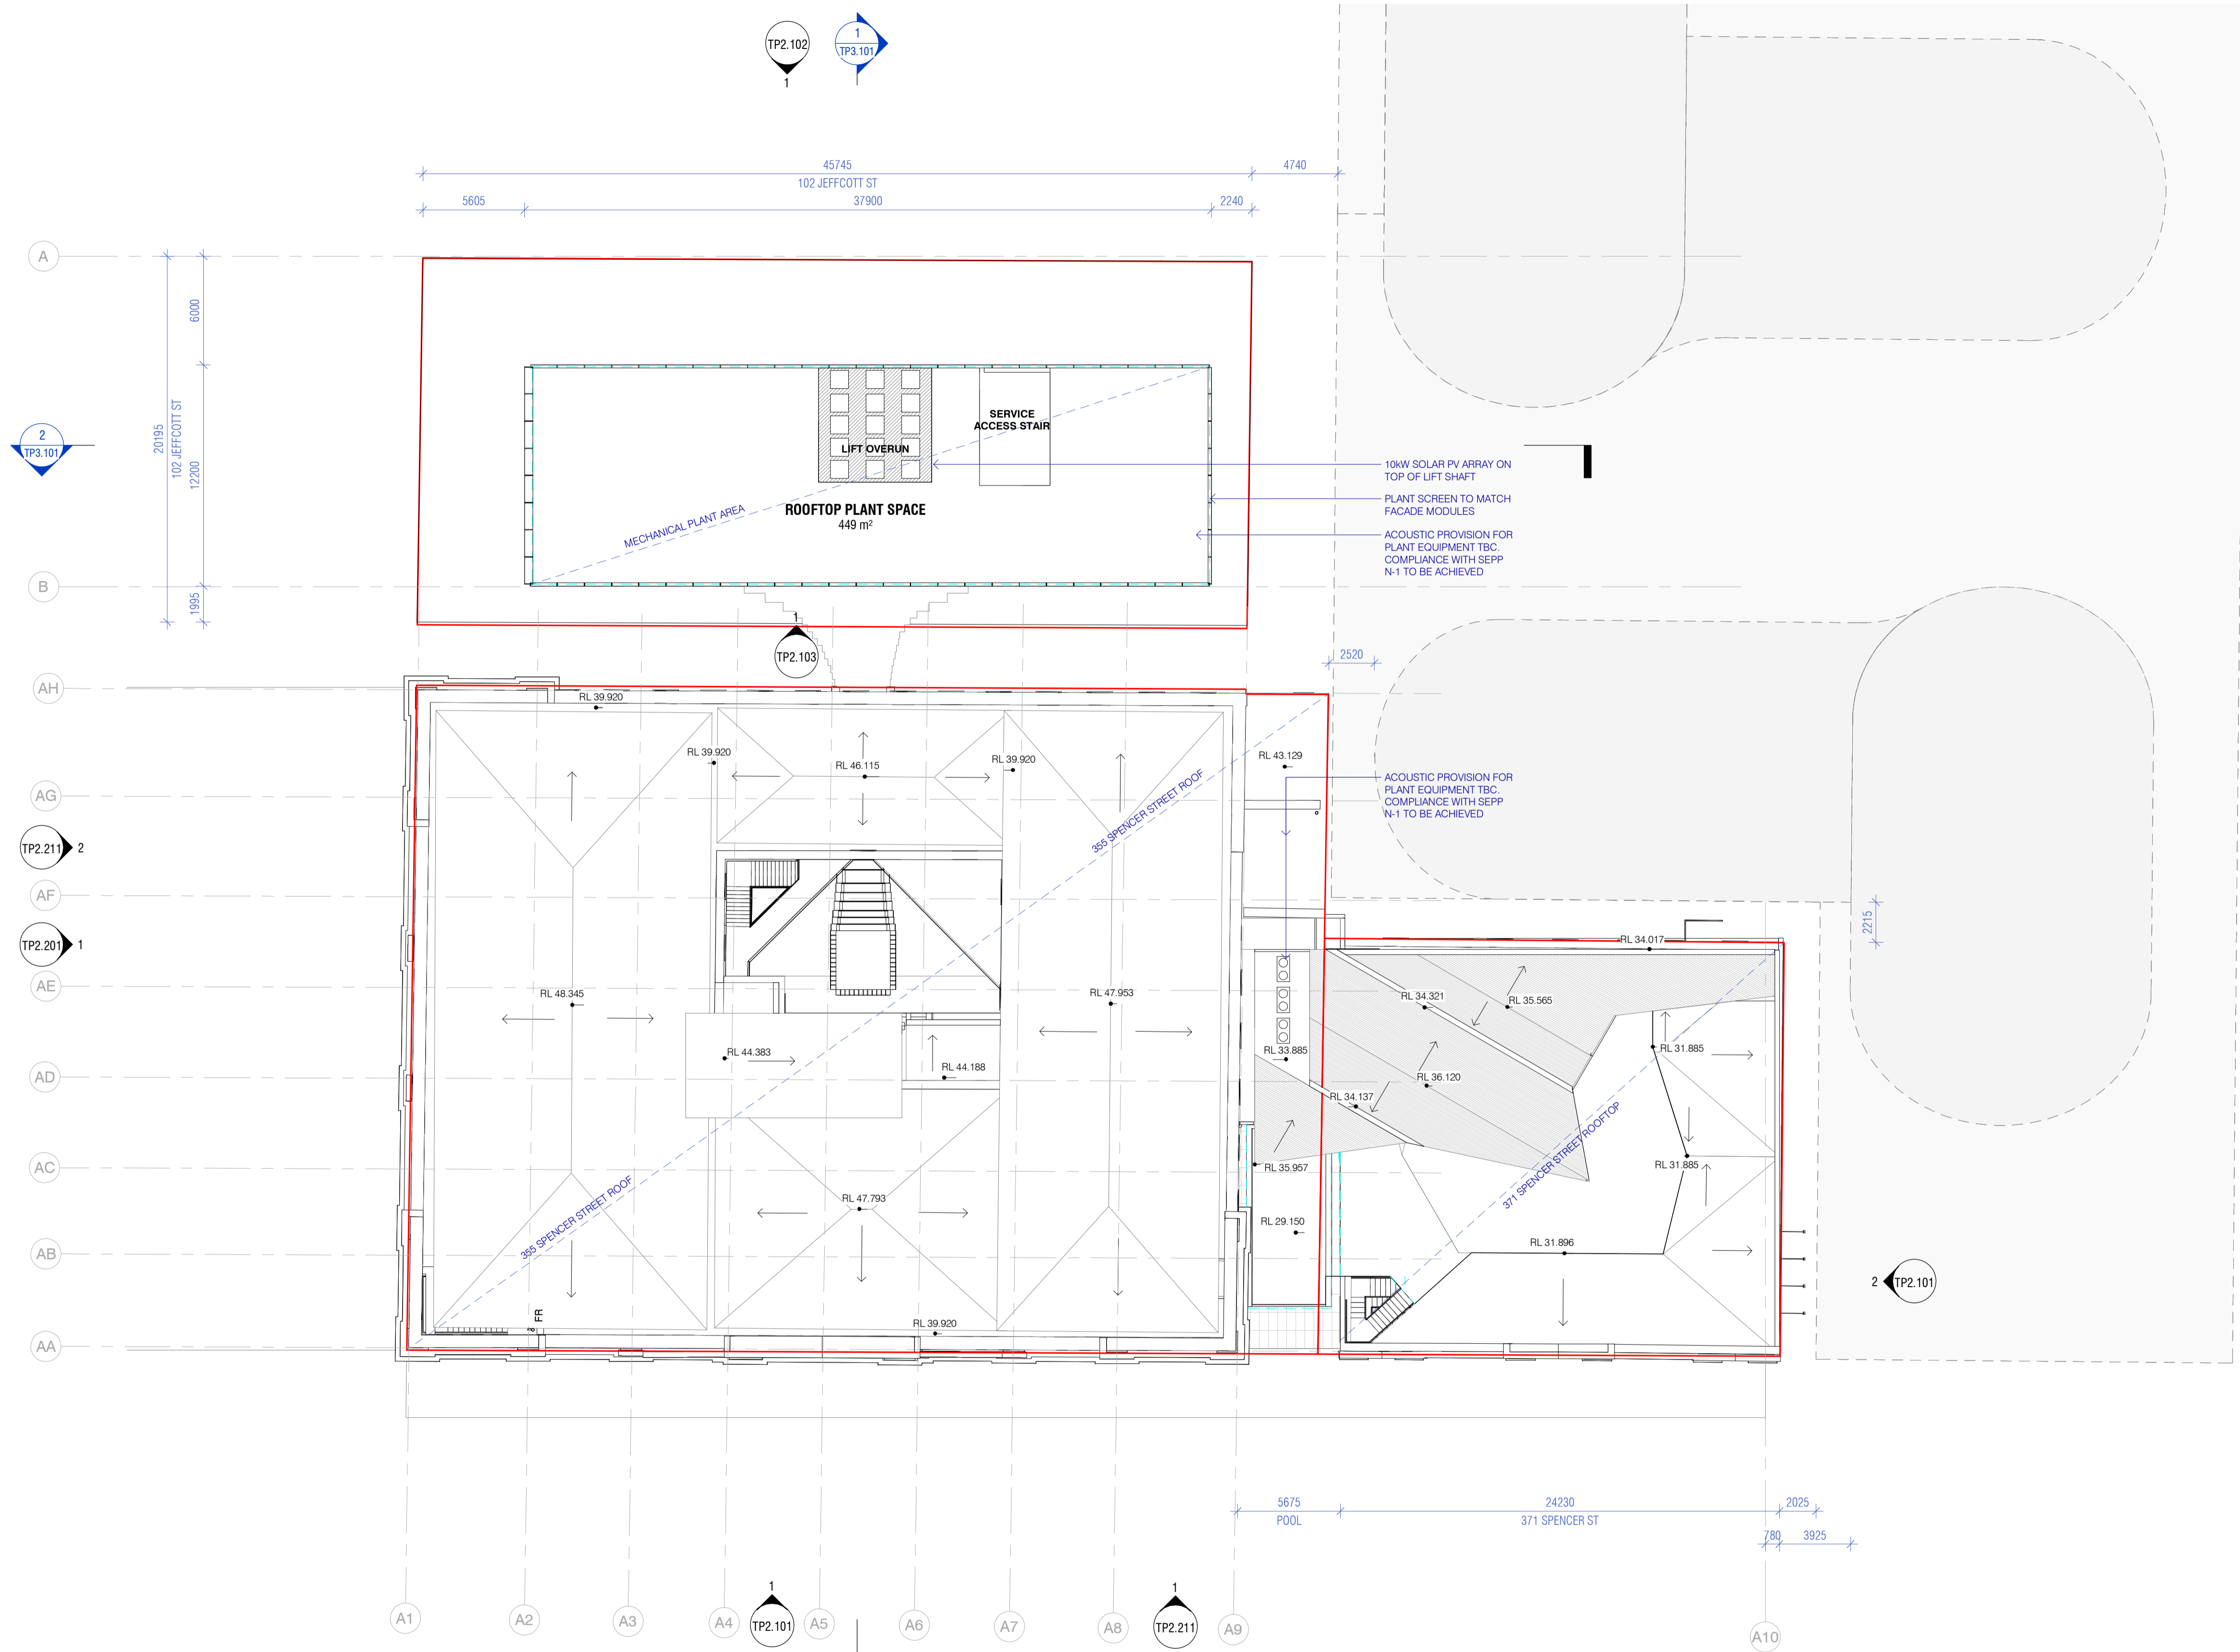 TP2.102
1
1
TP3.101
45745
102 JEFFCOTT ST
4740
5605
37900
2240
A
6000
20195
102 JEFFCOTT ST
12200
1995
2
TP3.101
SERVICE
ACCESS STAIR
LIFT OVERUN
ROOFTOP PLANT SPACE
449 m²
MECHANICAL PLANT AREA
10kW SOLAR PV ARRAY ON
TOP OF LIFT SHAFT
PLANT SCREEN TO MATCH
FACADE MODULES
ACOUSTIC PROVISION FOR
PLANT EQUIPMENT TBC.
COMPLIANCE WITH SEPP
N-1 TO BE ACHIEVED
B
1
TP2.103
2520
AH
RL 39.920
RL 39.920
RL 46.115
RL 39.920
RL 43.129
AG
355 SPENCER STREET ROOF
ACOUSTIC PROVISION FOR
PLANT EQUIPMENT TBC.
COMPLIANCE WITH SEPP
N-1 TO BE ACHIEVED
TP2.211
2
AF
2215
TP2.201
1
RL 34.017
AE
RL 48.345
RL 47.953
RL 34.321
RL 35.565
RL 44.383
RL 44.188
RL 33.885
RL 31.885
AD
RL 36.120
RL 34.137
371 SPENCER STREET ROOFTOP
AC
RL 35.957
RL 31.885
355 SPENCER STREET ROOF
RL 47.793
RL 29.150
RL 31.896
AB
2
TP2.101
FR
RL 39.920
AA
5675
POOL
24230
371 SPENCER ST
2025
780
3925
1
TP2.101
1
TP2.211
A1
A2
A3
A4
A5
A6
A7
A8
A9
A10